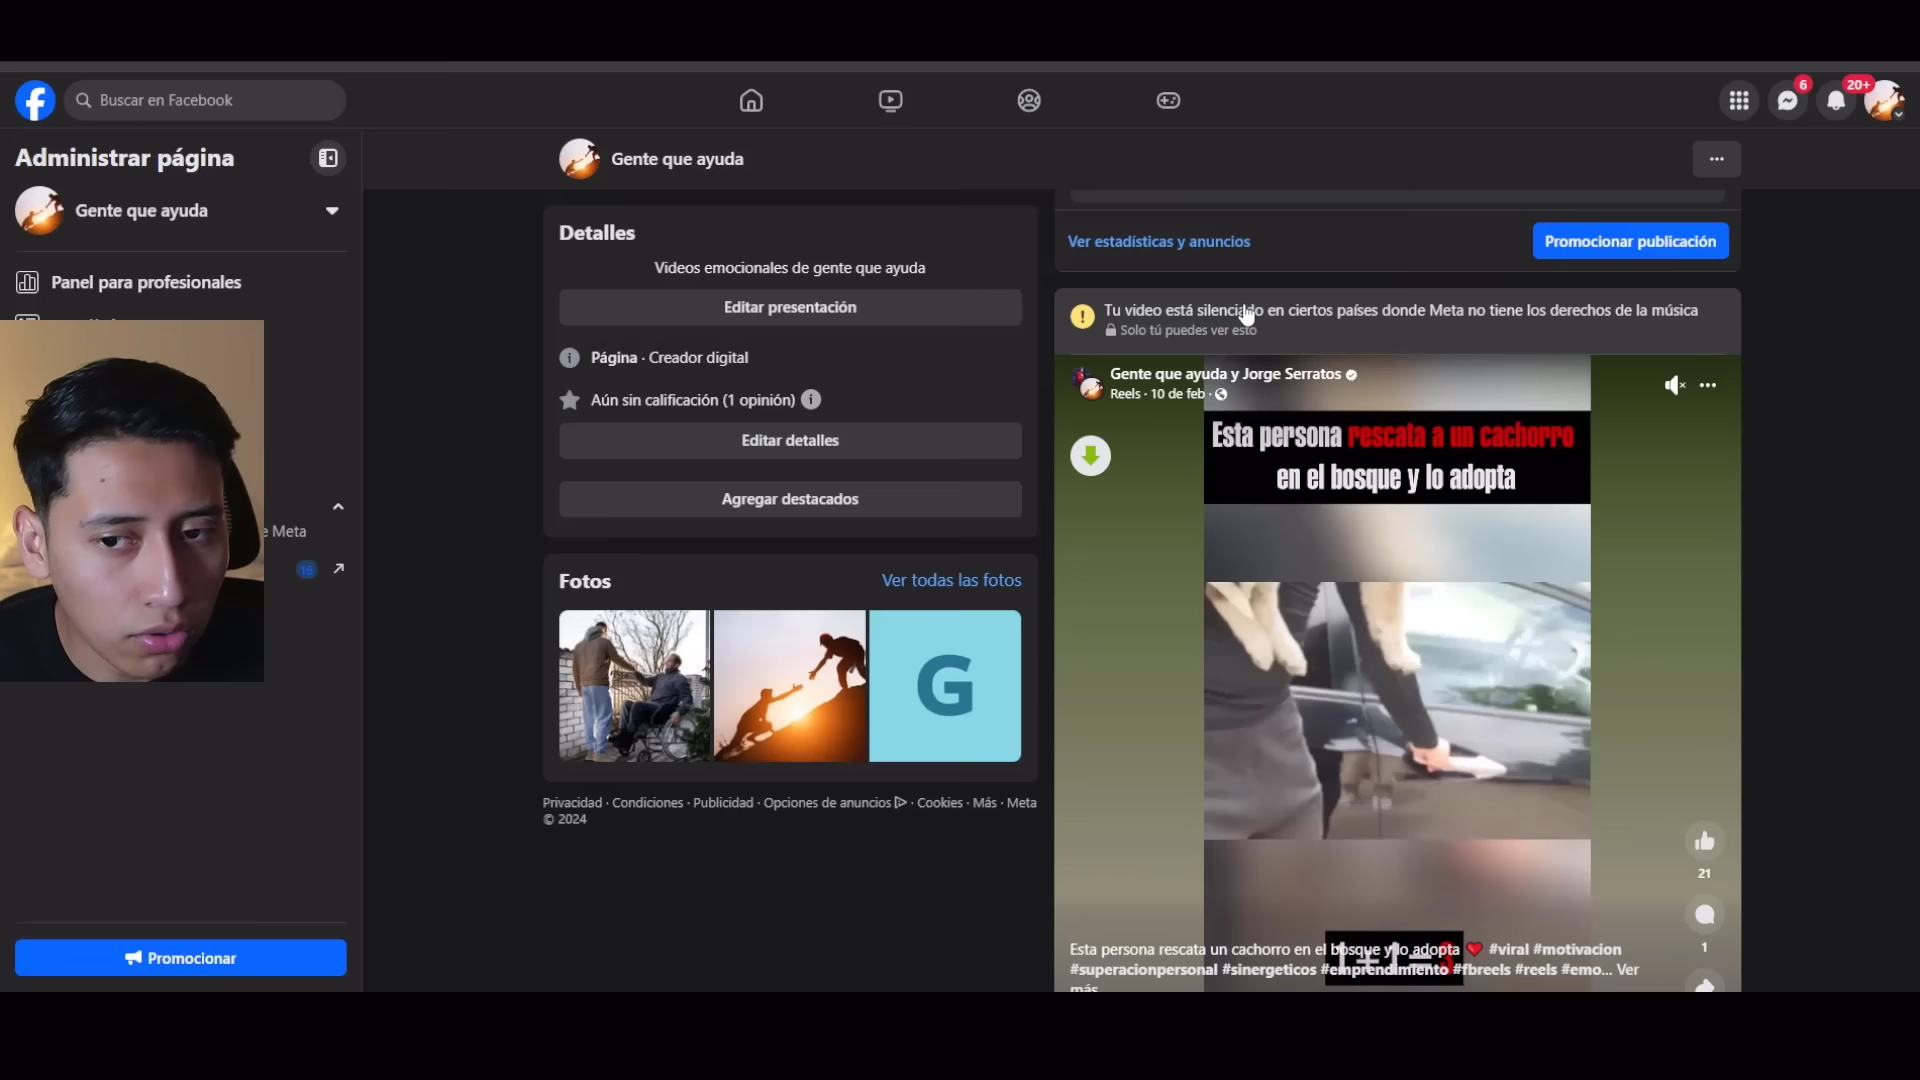 Buscar en Facebook
6
20+
Administrar página
Gente que ayuda
Panel para profesionales
e Meta
16
Promocionar
Gente que ayuda
Detalles
Videos emocionales de gente que ayuda
Editar presentación
Página · Creador digital
Aún sin calificación (1 opinión)
Editar detalles
Agregar destacados
Fotos
Ver todas las fotos
G
Privacidad · Condiciones · Publicidad · Opciones de anuncios · Cookies · Más · Meta
© 2024
Ver estadísticas y anuncios
Promocionar publicación
Tu video está silenciado en ciertos países donde Meta no tiene los derechos de la música
Solo tú puedes ver esto
Gente que ayuda y Jorge Serratos
Reels · 10 de feb ·
Esta persona rescata a un cachorro
en el bosque y lo adopta
21
1
1+1=3
Esta persona rescata un cachorro en el bosque y lo adopta ❤️ #viral #motivacion
#superacionpersonal #sinergeticos #emprendimiento #fbreels #reels #emo... Ver
más